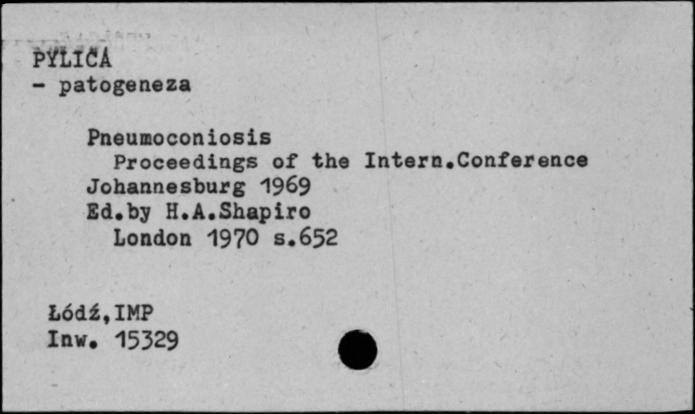 PYLICA
- patogeneza
Pneumoconiosis
Proceedings of the Intern.Conference
Johannesburg 1969
Ed.by H.A.Shapiro
London 1970 s.652
Łódź,IMP
Inw. 15329